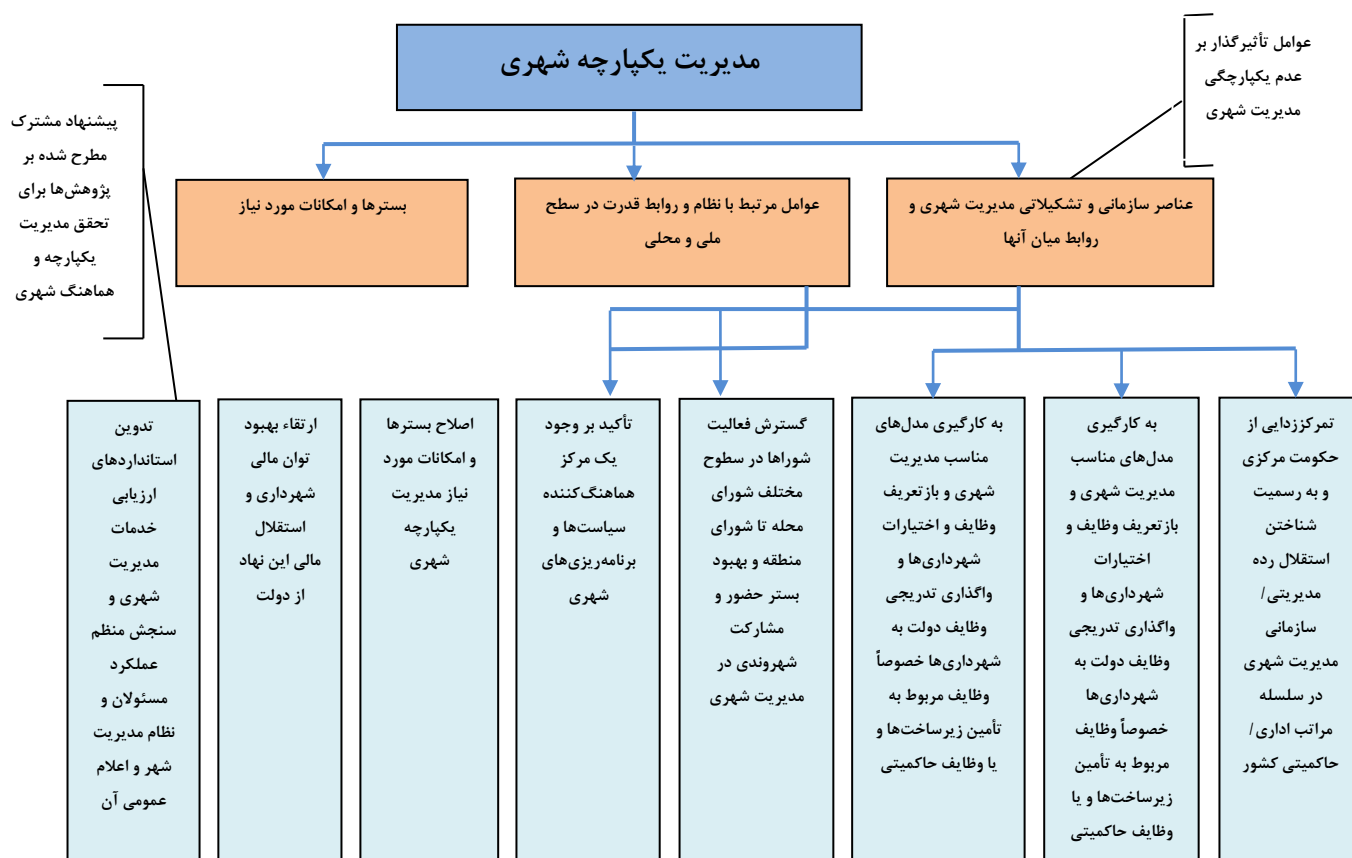 مدیریت یکپارچه شهری
عوامل تأثیرگذار بر
عدم یکپارچگی
مدیریت شهری
پیشنهاد مشترک
مطرح شده بر
پژوهش‌ها برای
تحقق مدیریت
یکپارچه و
هماهنگ شهری
عناصر سازمانی و تشکیلاتی مدیریت شهری و
روابط میان آنها
عوامل مرتبط با نظام و روابط قدرت در سطح
ملی و محلی
بسترها و امکانات مورد نیاز
تمرکززدایی از
حکومت مرکزی
و به رسمیت
شناختن
استقلال رده
مدیریتی/
سازمانی
مدیریت شهری
در سلسله
مراتب اداری/
حاکمیتی کشور
به کارگیری
مدل‌های مناسب
مدیریت شهری و
بازتعریف وظایف و
اختیارات
شهرداری‌ها و
واگذاری تدریجی
وظایف دولت به
شهرداری‌ها
خصوصاً وظایف
مربوط به تأمین
زیرساخت‌ها و یا
وظایف حاکمیتی
به کارگیری مدل‌های
مناسب مدیریت
شهری و بازتعریف
وظایف و اختیارات
شهرداری‌ها و
واگذاری تدریجی
وظایف دولت به
شهرداری‌ها خصوصاً
وظایف مربوط به
تأمین زیرساخت‌ها و
یا وظایف حاکمیتی
گسترش فعالیت
شوراها در سطوح
مختلف شورای
محله تا شورای
منطقه و بهبود
بستر حضور و
مشارکت
شهروندی در
مدیریت شهری
تأکید بر وجود
یک مرکز
هماهنگ‌کننده
سیاست‌ها و
برنامه‌ریزی‌های
شهری
اصلاح بسترها
و امکانات مورد
نیاز مدیریت
یکپارچه
شهری
ارتقاء بهبود
توان مالی
شهرداری و
استقلال
مالی این نهاد
از دولت
تدوین
استانداردهای
ارزیابی
خدمات
مدیریت
شهری و
سنجش منظم
عملکرد
مسئولان و
نظام مدیریت
شهر و اعلام
عمومی آن